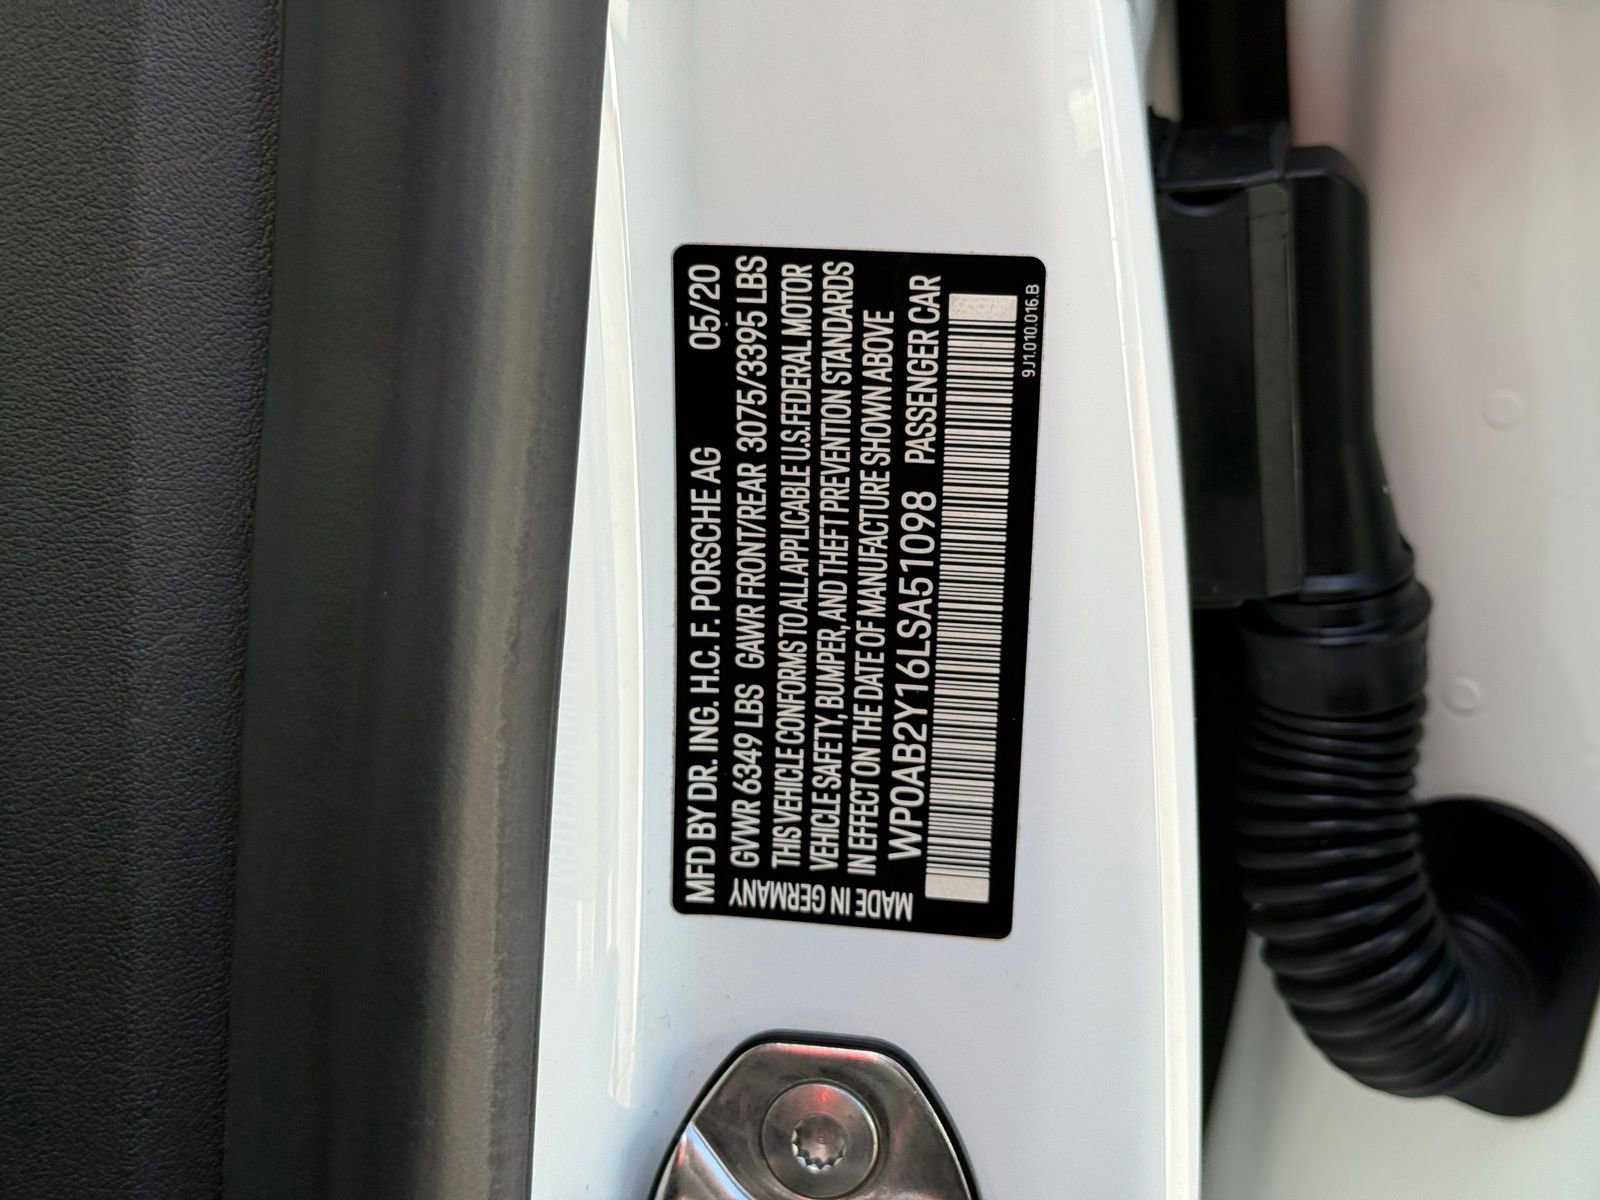 MFD BY DR. ING. H.C. F. PORSCHE AG 05/20
GVWR 6349 LBS GAWR FRONT/REAR 3075/3395 LBS
THIS VEHICLE CONFORMS TO ALL APPLICABLE U.S. FEDERAL MOTOR
VEHICLE SAFETY, BUMPER, AND THEFT PREVENTION STANDARDS
IN EFFECT ON THE DATE OF MANUFACTURE SHOWN ABOVE
WP0AB2Y16LSA51098 PASSENGER CAR
MADE IN GERMANY
9J1.010.016.B